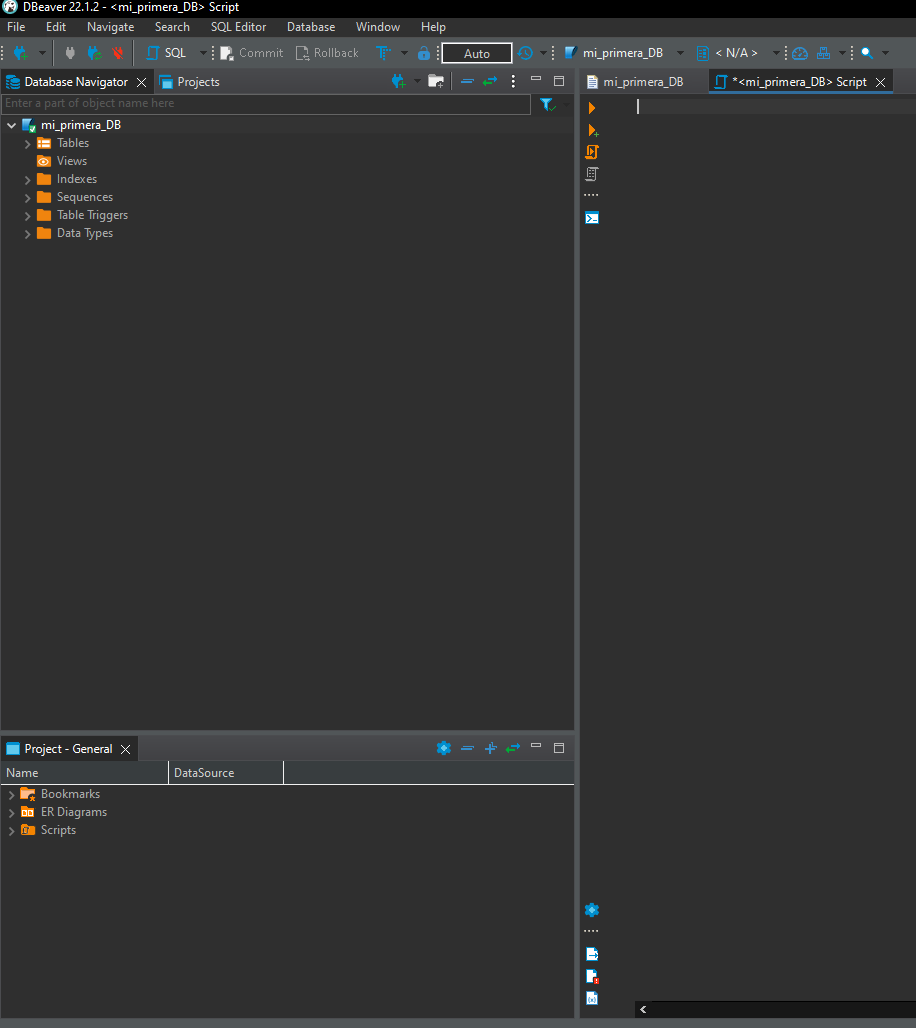 DBeaver 22.1.2 - <mi_primera_DB> Script
File Edit Navigate Search SQL Editor Database Window Help
SQL Commit Rollback Auto mi_primera_DB < N/A >
Database Navigator Projects
mi_primera_DB *<mi_primera_DB> Script
Enter a part of object name here
mi_primera_DB
Tables
Views
Indexes
Sequences
Table Triggers
Data Types
Project - General
Name DataSource
Bookmarks
ER Diagrams
Scripts